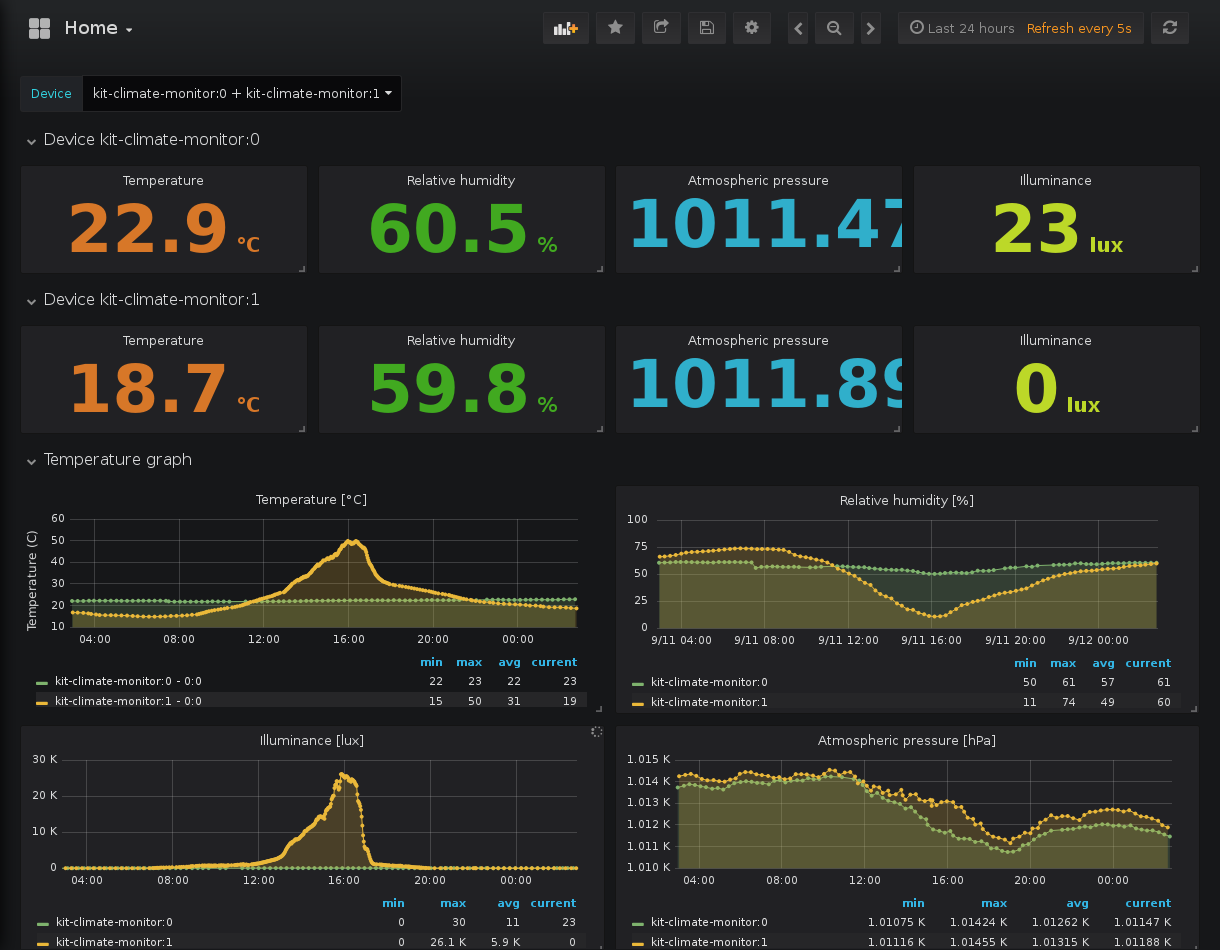 Home
Last 24 hours Refresh every 5s
Device kit-climate-monitor:0 + kit-climate-monitor:1
Device kit-climate-monitor:0
Temperature Relative humidity Atmospheric pressure Illuminance
22.9 °C 60.5 % 1011.47 23 lux
Device kit-climate-monitor:1
Temperature Relative humidity Atmospheric pressure Illuminance
18.7 °C 59.8 % 1011.89 0 lux
Temperature graph
Temperature [°C]
Temperature (C)
60
50
40
30
20
10
04:00 08:00 12:00 16:00 20:00 00:00
min max avg current
kit-climate-monitor:0 - 0:0 22 23 22 23
kit-climate-monitor:1 - 0:0 15 50 31 19
Relative humidity [%]
100
75
50
25
0
9/11 04:00 9/11 08:00 9/11 12:00 9/11 16:00 9/11 20:00 9/12 00:00
min max avg current
kit-climate-monitor:0 50 61 57 61
kit-climate-monitor:1 11 74 49 60
Illuminance [lux]
30 K
20 K
10 K
0
04:00 08:00 12:00 16:00 20:00 00:00
min max avg current
kit-climate-monitor:0 0 30 11 23
kit-climate-monitor:1 0 26.1 K 5.9 K 0
Atmospheric pressure [hPa]
1.015 K
1.014 K
1.013 K
1.012 K
1.011 K
1.010 K
04:00 08:00 12:00 16:00 20:00 00:00
min max avg current
kit-climate-monitor:0 1.01075 K 1.01424 K 1.01262 K 1.01147 K
kit-climate-monitor:1 1.01116 K 1.01455 K 1.01315 K 1.01188 K